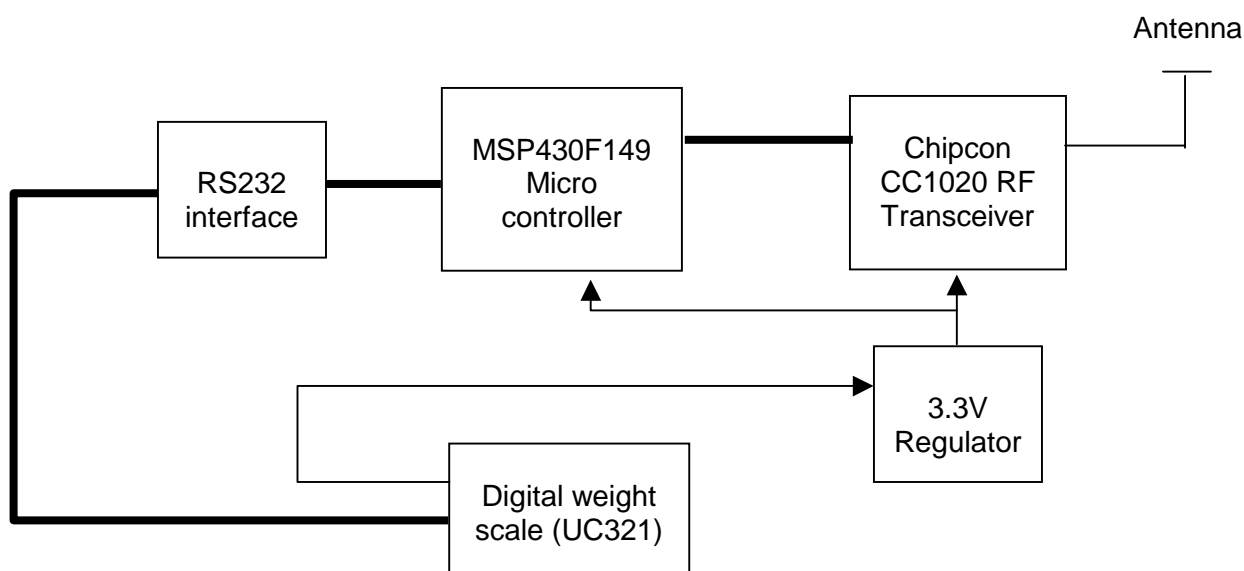 Antenna
RS232
interface
MSP430F149
Micro
controller
Chipcon
CC1020 RF
Transceiver
3.3V
Regulator
Digital weight
scale (UC321)